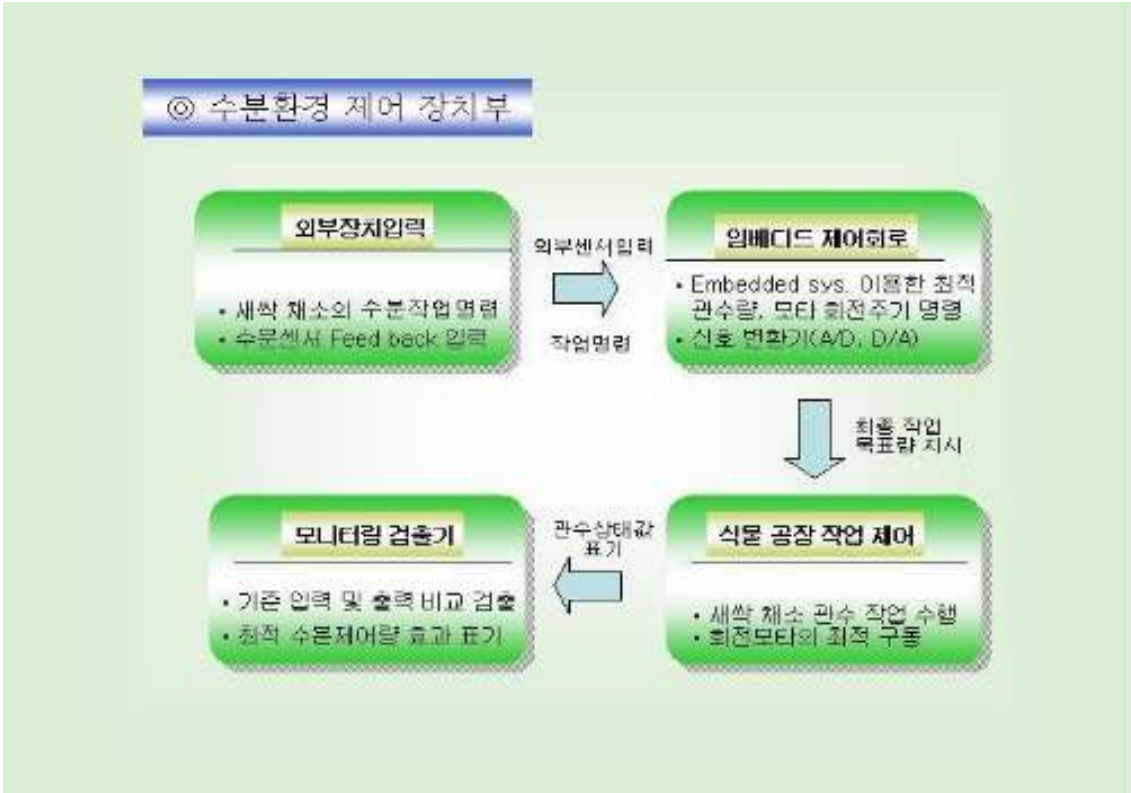 ◎ 수분환경 제어 장치부
외부장치입력
• 새싹 채소의 수분작업명령
• 수분센서 Feed back 입력
외부센서입력
작업명령
임베디드 제어회로
• Embedded sys. 이용한 최적
관수량, 모타 회전주기 명령
• 신호 변환기(A/D, D/A)
최종 작업
목표량 지시
식물 공장 작업 제어
• 새싹 채소 관수 작업 수행
• 회전모타의 최적 구동
관수상태값
표기
모니터링 검출기
• 기준 입력 및 출력 비교 검출
• 최적 수분제어량 효과 표기